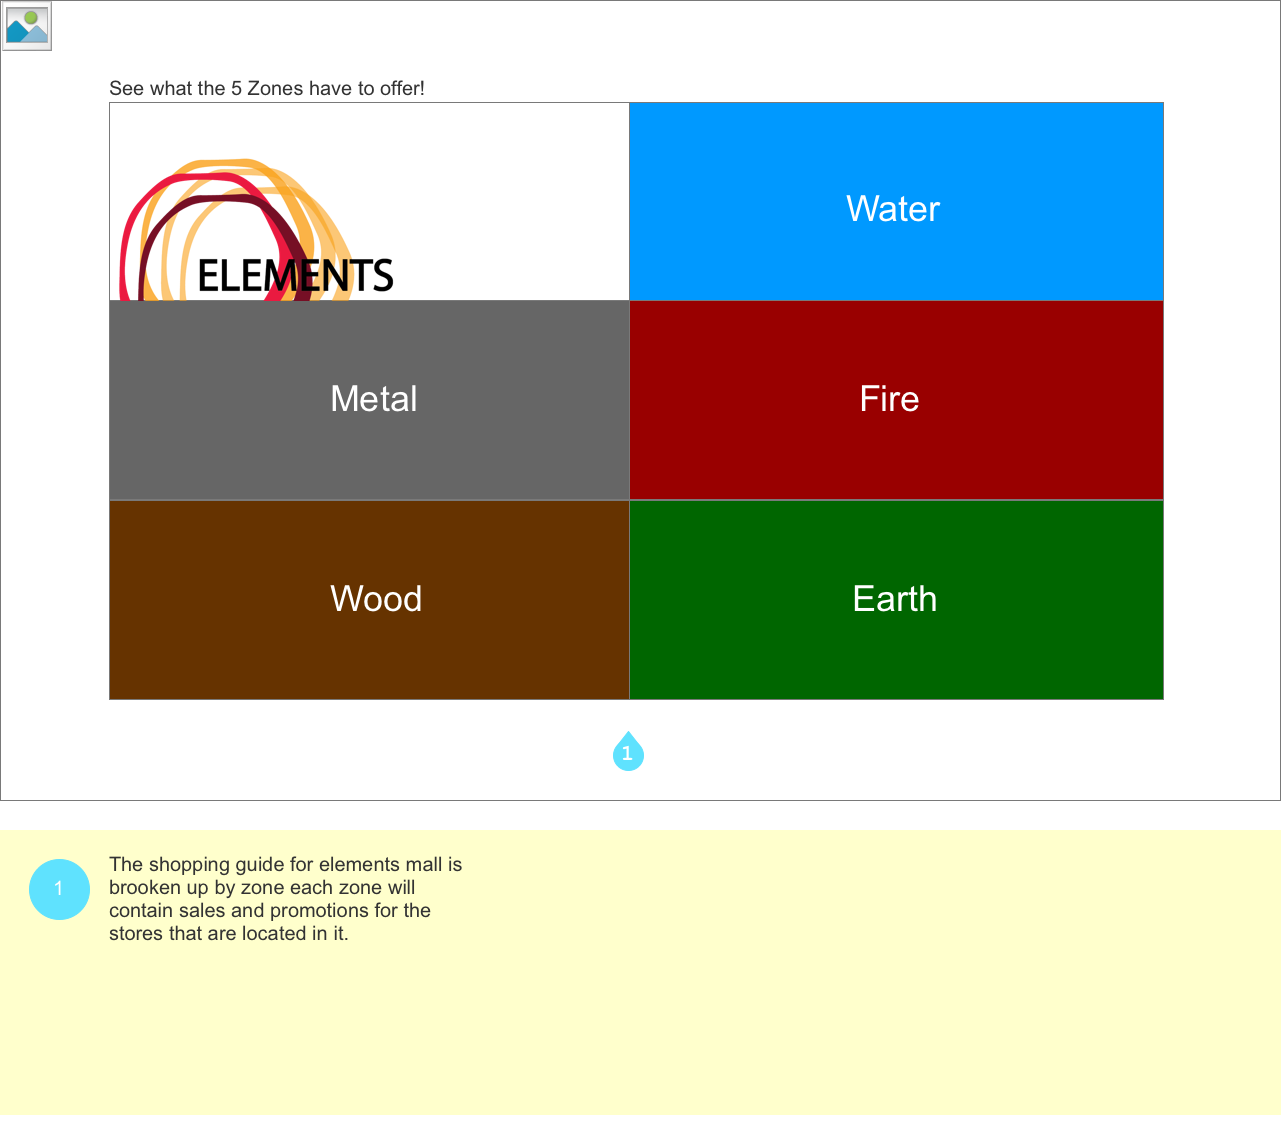 See what the 5 Zones have to offer!
ELEMENTS
Water
Metal
Fire
Wood
Earth
1
1
The shopping guide for elements mall is
brooken up by zone each zone will
contain sales and promotions for the
stores that are located in it.